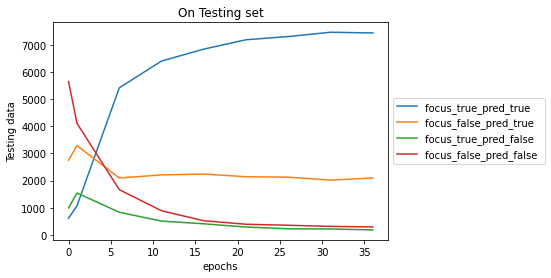 On Testing set
Testing data
7000
6000
5000
4000
3000
2000
1000
0
0 5 10 15 20 25 30 35
epochs
focus_true_pred_true
focus_false_pred_true
focus_true_pred_false
focus_false_pred_false